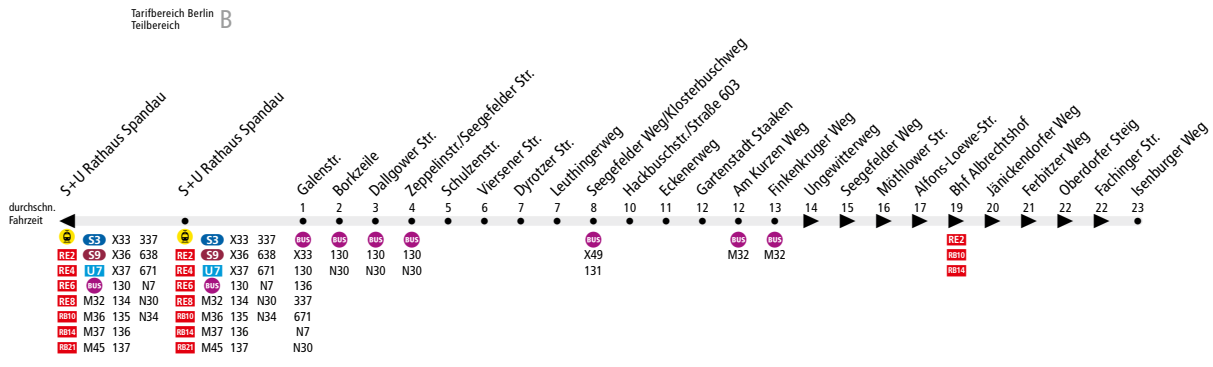 Tarifbereich Berlin B
Teilbereich
S+U Rathaus Spandau
S+U Rathaus Spandau
Galenstr.
Borkzeile
Dallgower Str.
Zeppelinstr./Seegefelder Str.
Schulzenstr.
Viersener Str.
Dyrotzer Str.
Leuthingerweg
Seegefelder Weg/Klosterbuschweg
Hackbuschstr./Straße 603
Eckenerweg
Gartenstadt Staaken
Am Kurzen Weg
Finkenkruger Weg
Ungewitterweg
Seegefelder Weg
Möthlower Str.
Alfons-Loewe-Str.
Bhf Albrechtshof
Jänickendorfer Weg
Ferbitzer Weg
Oberdorfer Steig
Fachinger Str.
Isenburger Weg
durchschn. 1 2 3 4 5 6 7 7 8 10 11 12 12 13 14 15 16 17 19 20 21 22 22 23
Fahrzeit
S3 X33 337 S3 X33 337 BUS BUS BUS BUS BUS BUS BUS RE2
RE2 S9 X36 638 RE2 S9 X36 638 X33 130 130 130 X49 M32 M32 RB10
RE4 U7 X37 671 RE4 U7 X37 671 130 N30 N30 N30 131 RB14
RE6 BUS 130 N7 RE6 BUS 130 N7 136
RE8 M32 134 N30 RE8 M32 134 N30 337
RB10 M36 135 N34 RB10 M36 135 N34 671
RB14 M37 136 RB14 M37 136 N7
RB21 M45 137 RB21 M45 137 N30